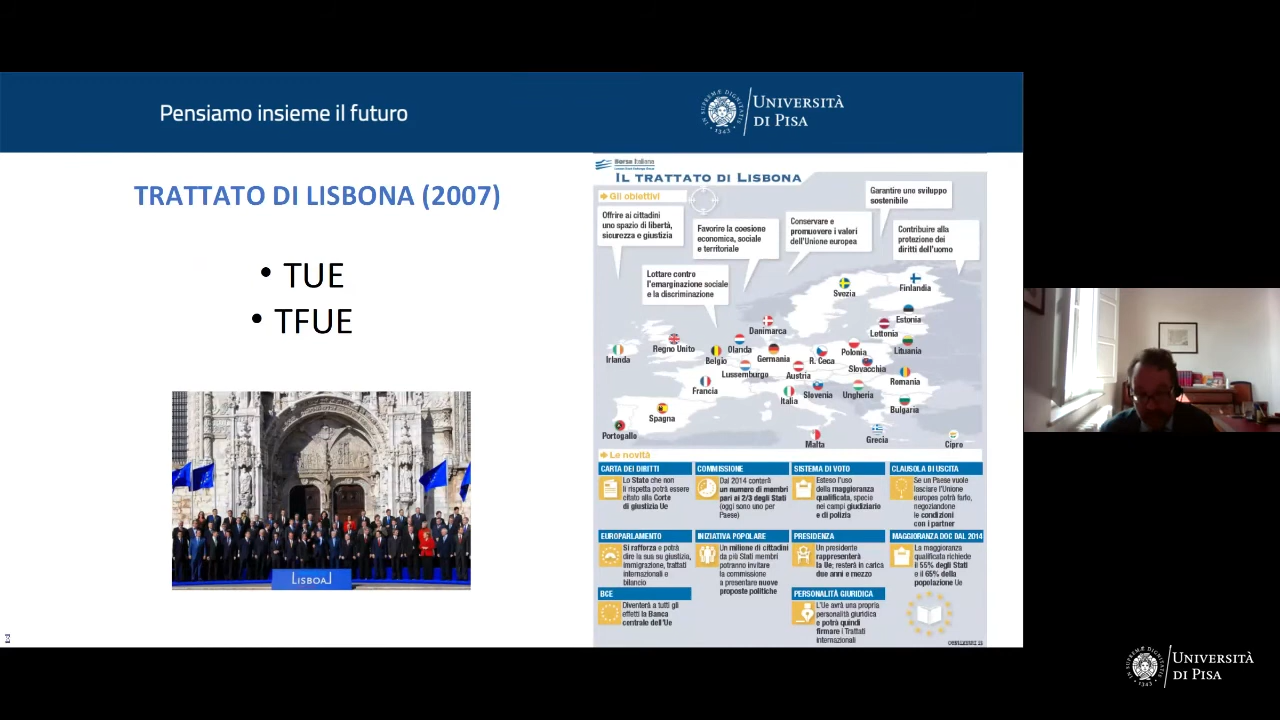 Pensiamo insieme il futuro
UNIVERSITÀ
DI PISA
TRATTATO DI LISBONA (2007)
• TUE
• TFUE
LISBOA
Borsa Italiana
IL TRATTATO DI LISBONA
Gli obiettivi
Offrire ai cittadini
uno spazio di libertà,
sicurezza e giustizia
Favorire la coesione
economica, sociale
e territoriale
Conservare e
promuovere i valori
dell'Unione europea
Garantire uno sviluppo
sostenibile
Contribuire alla
protezione dei
diritti dell'uomo
Lottare contro
l'emarginazione sociale
e la discriminazione
Svezia
Finlandia
Estonia
Lettonia
Lituania
Danimarca
Irlanda
Regno Unito
Belgio
Olanda
Germania
R. Ceca
Polonia
Slovacchia
Lussemburgo
Austria
Romania
Francia
Italia
Slovenia
Ungheria
Bulgaria
Spagna
Portogallo
Malta
Grecia
Cipro
Le novità
CARTA DEI DIRITTI
Lo Stato che non
li rispetta potrà essere
citato alla Corte
di giustizia Ue
COMMISSIONE
Dal 2014 conterà
un numero di membri
pari ai 2/3 degli Stati
(oggi sono uno per
Paese)
SISTEMA DI VOTO
Esteso l'uso
della maggioranza
qualificata, specie
nei campi giudiziario
e di polizia
CLAUSOLA DI USCITA
Se un Paese vuole
lasciare l'Unione
europea potrà farlo,
negoziandone
le condizioni
con i partner
EUROPARLAMENTO
Si rafforza e potrà
dire la sua su giustizia,
immigrazione, trattati
internazionali e
bilancio
INIZIATIVA POPOLARE
Un milione di cittadini
da più Stati membri
potranno invitare
la commissione
a presentare nuove
proposte politiche
PRESIDENZA
Un presidente
rappresenterà
la Ue; resterà in carica
due anni e mezzo
MAGGIORANZA DOC DAL 2014
La maggioranza
qualificata richiede
il 55% degli Stati
e il 65% della
popolazione Ue
BCE
Diventerà a tutti gli
effetti la Banca
centrale dell'Ue
PERSONALITÀ GIURIDICA
L'Ue avrà una propria
personalità giuridica
e potrà quindi
firmare i Trattati
internazionali
UNIVERSITÀ
DI PISA